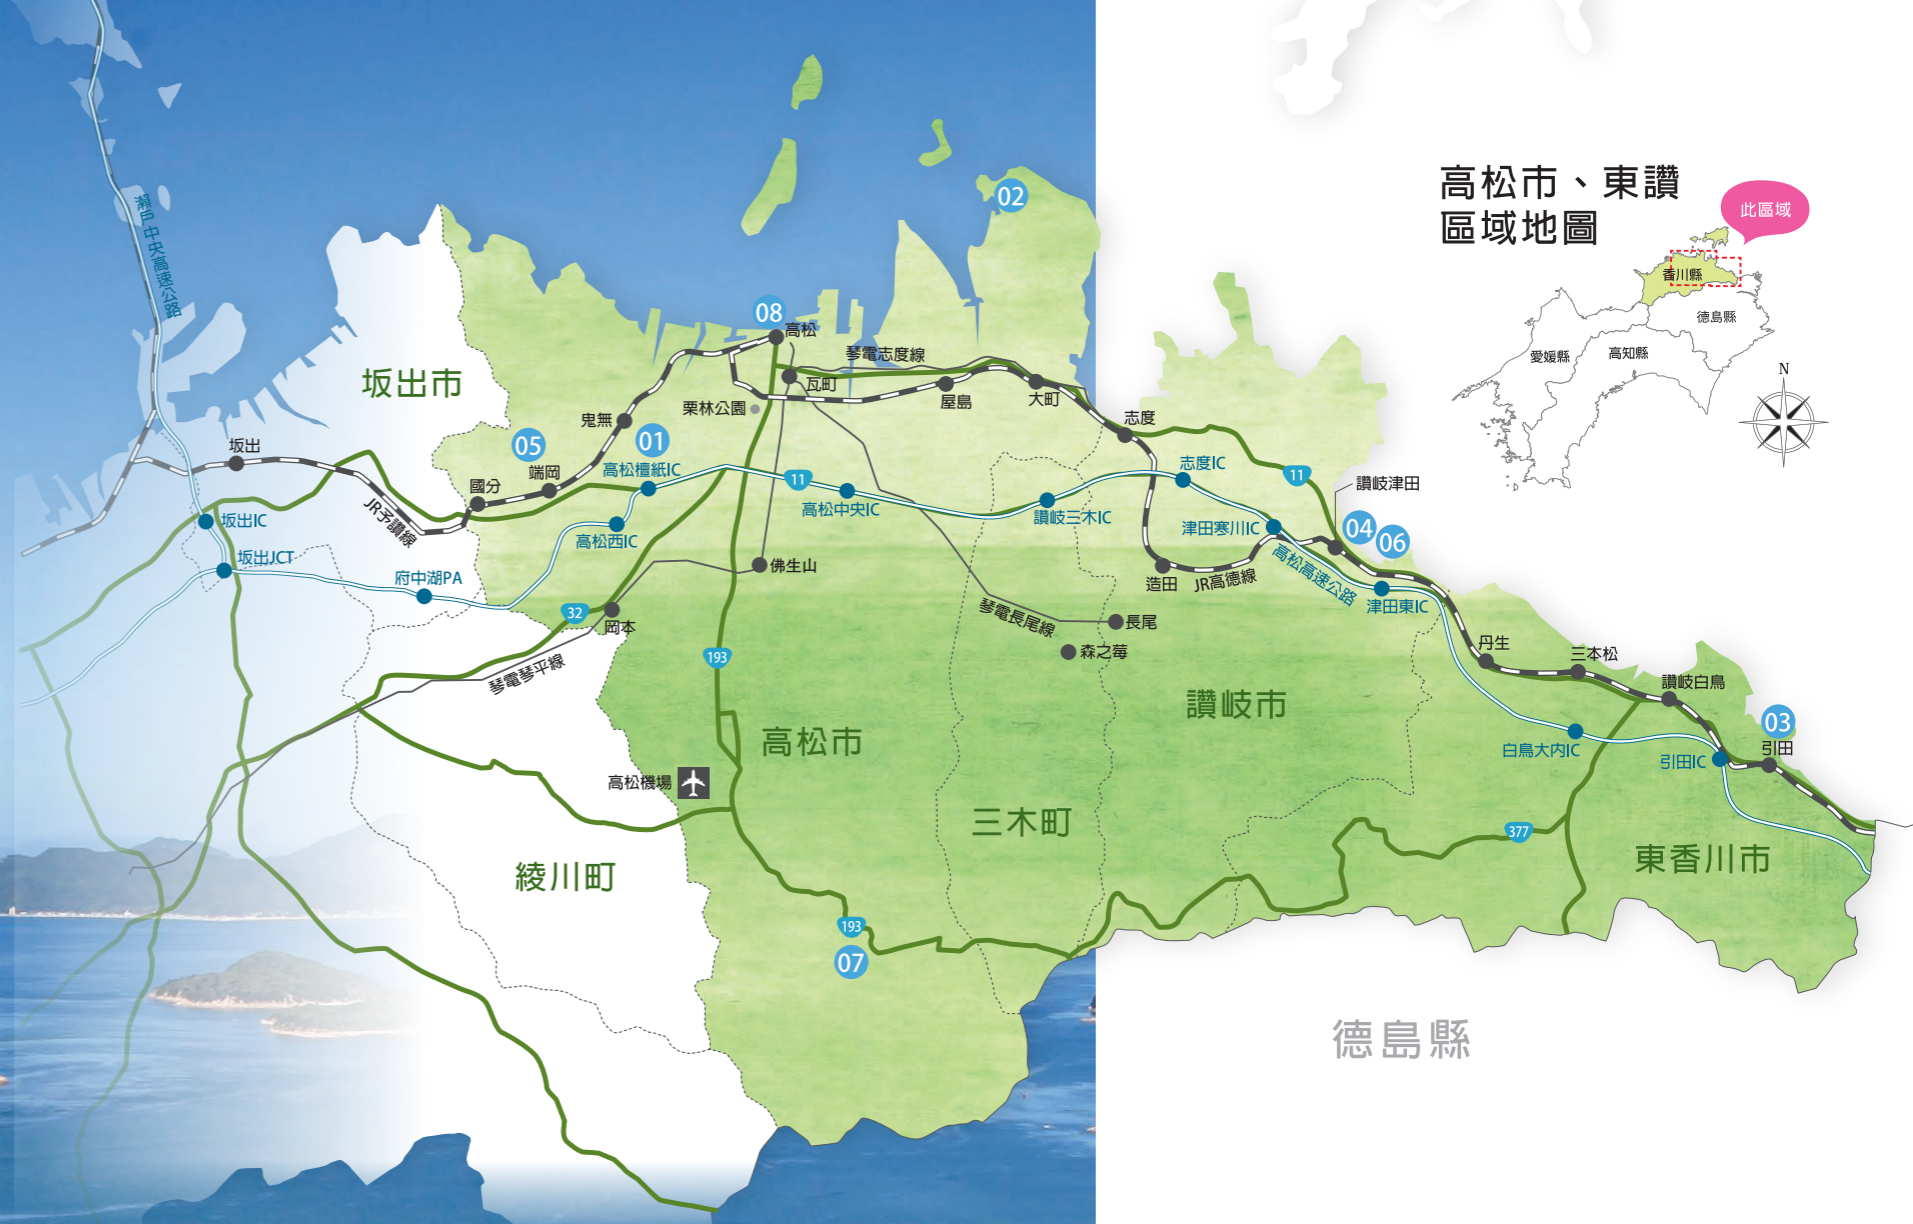 高松市、東讚
區域地圖
此區域
香川縣
德島縣
愛媛縣
高知縣
N
瀨戶中央高速公路
02
08
高松
琴電志度線
瓦町
栗林公園
屋島
大町
志度
坂出市
鬼無
01
05
端岡
高松檀紙IC
國分
坂出
JR予讚線
坂出IC
坂出JCT
府中湖PA
高松西IC
11
高松中央IC
讚岐三木IC
志度IC
11
讚岐津田
04
06
津田寒川IC
高松高速公路
津田東IC
造田
JR高德線
佛生山
32
岡本
琴電琴平線
193
琴電長尾線
長尾
森之莓
丹生
三本松
讚岐白鳥
03
引田
引田IC
白鳥大內IC
讚岐市
高松市
高松機場
三木町
377
東香川市
綾川町
193
07
德島縣